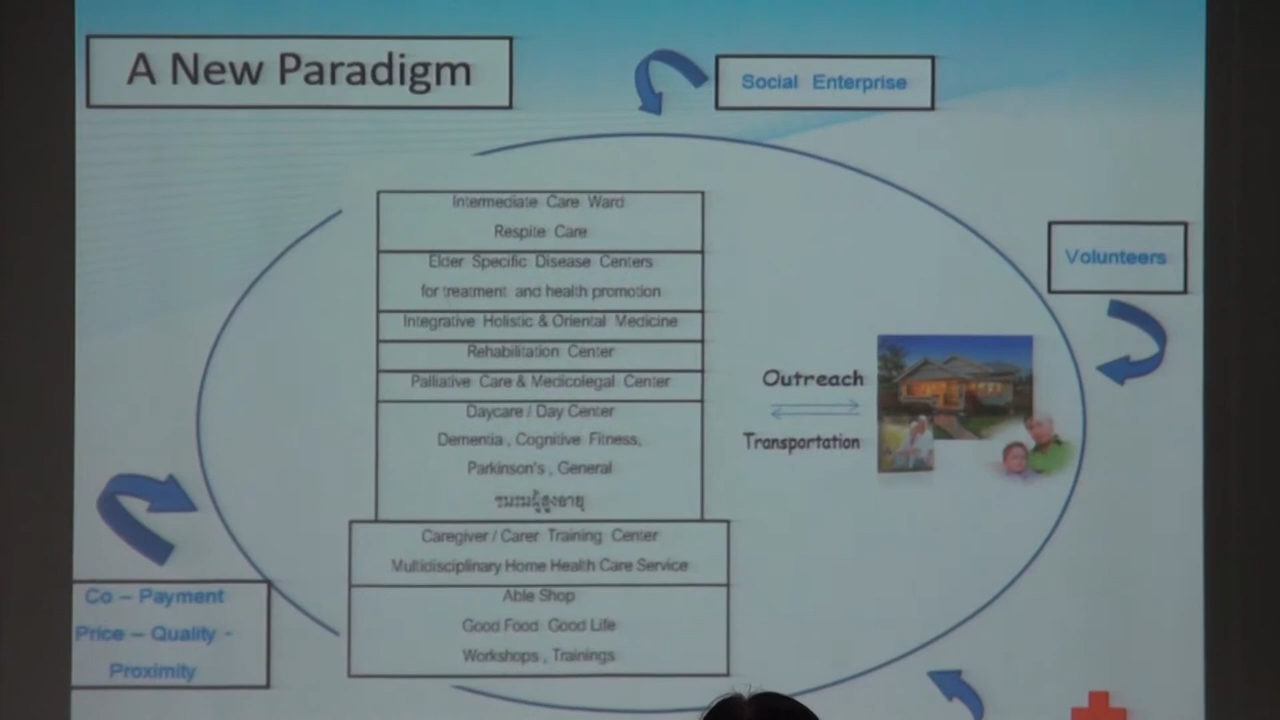 A New Paradigm
Social Enterprise
Intermediate Care Ward
Respite Care
Elder Specific Disease Centers
for treatment and health promotion
Integrative Holistic & Oriental Medicine
Rehabilitation Center
Palliative Care & Medicolegal Center
Daycare / Day Center
Dementia , Cognitive Fitness,
Parkinson's , General
ชมรมผู้สูงอายุ
Caregiver / Carer Training Center
Multidisciplinary Home Health Care Service
Able Shop
Good Food Good Life
Workshops , Trainings
Outreach
Transportation
Volunteers
Co – Payment
Price – Quality -
Proximity